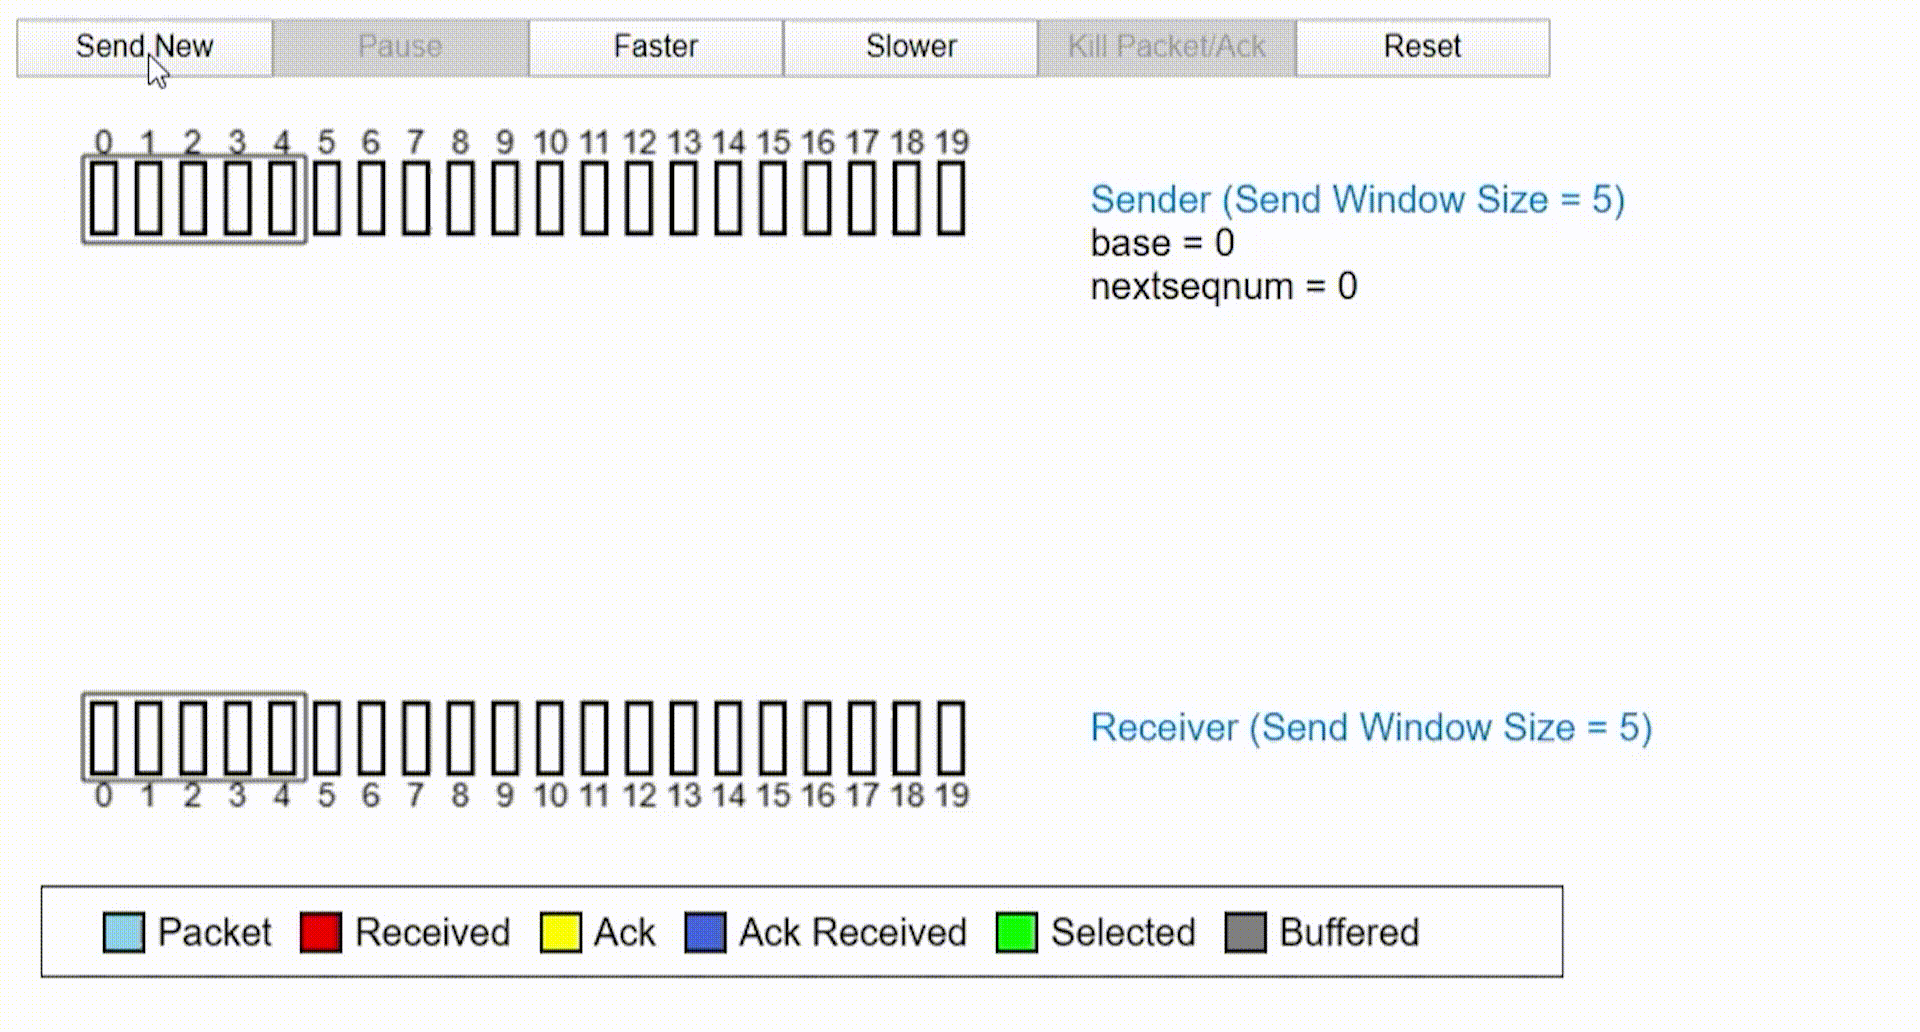 Send New Pause Faster Slower Kill Packet/Ack Reset
0 1 2 3 4 5 6 7 8 9 10 11 12 13 14 15 16 17 18 19
Sender (Send Window Size = 5)
base = 0
nextseqnum = 0
Receiver (Send Window Size = 5)
0 1 2 3 4 5 6 7 8 9 10 11 12 13 14 15 16 17 18 19
Packet Received Ack Ack Received Selected Buffered